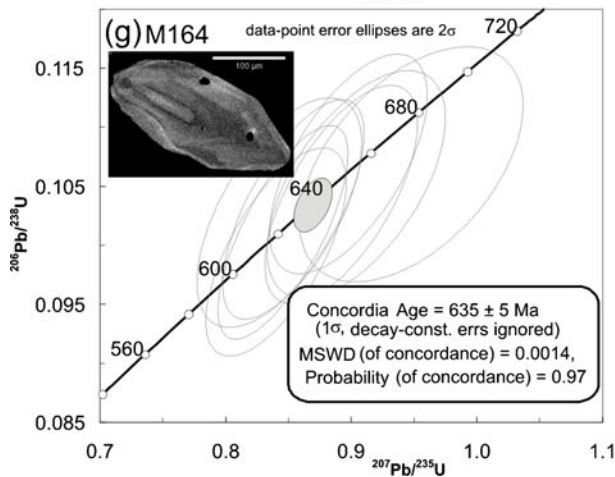 (g) M164
data-point error ellipses are 2σ
100 μm
720
680
640
600
560
0.115
0.105
0.095
0.085
²⁰⁶Pb/²³⁸U
Concordia Age = 635 ± 5 Ma
(1σ, decay-const. errs ignored)
MSWD (of concordance) = 0.0014,
Probability (of concordance) = 0.97
0.7
0.8
0.9
1.0
1.1
²⁰⁷Pb/²³⁵U